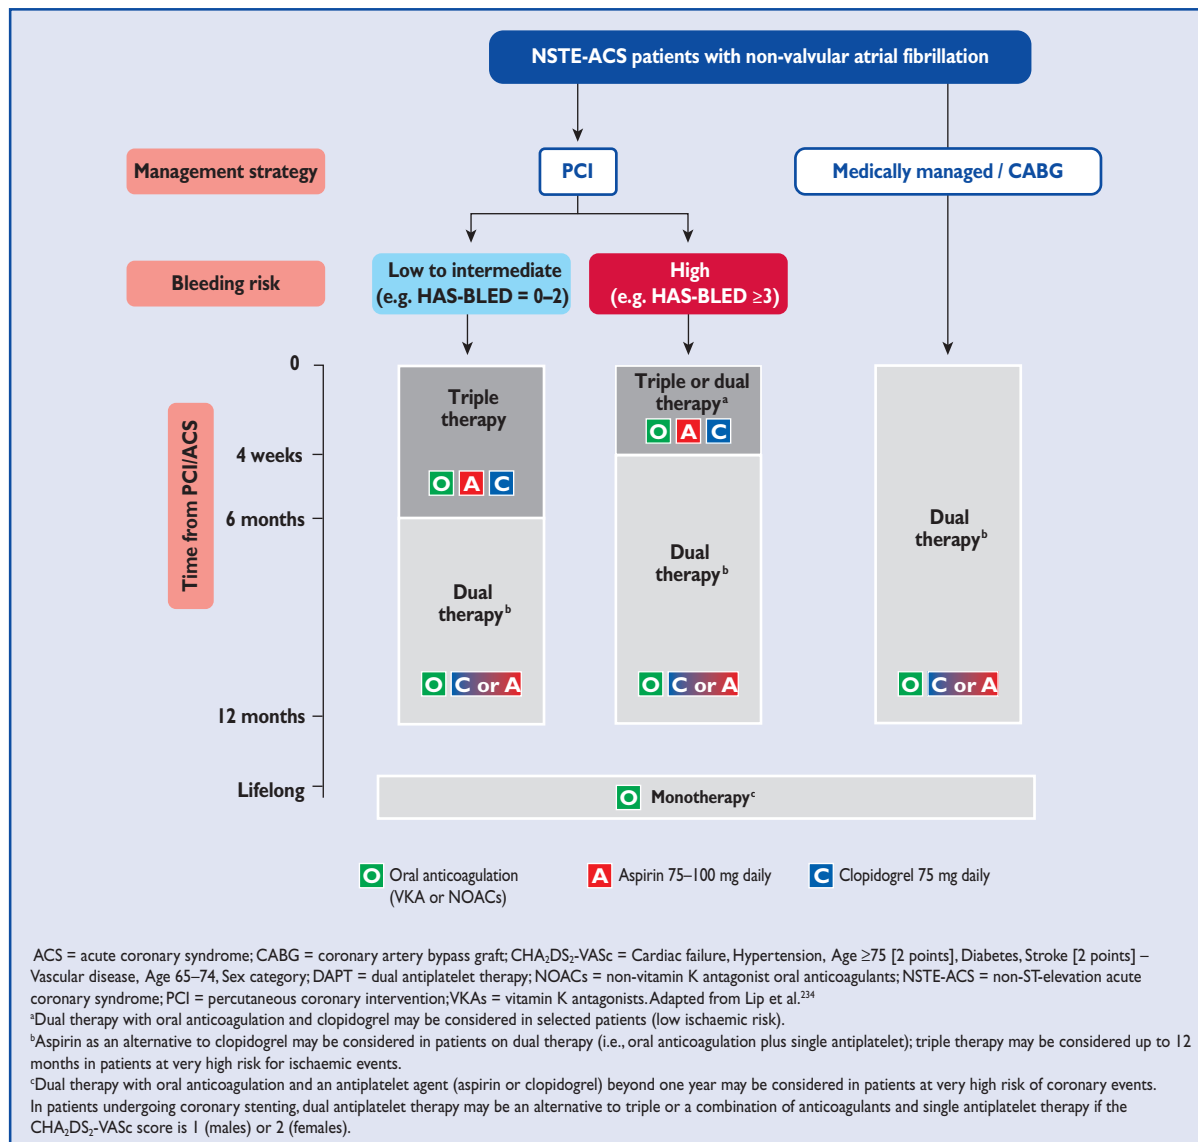 NSTE-ACS patients with non-valvular atrial fibrillation
Management strategy
PCI
Medically managed / CABG
Bleeding risk
Low to intermediate
(e.g. HAS-BLED = 0–2)
High
(e.g. HAS-BLED ≥3)
Time from PCI/ACS
0
4 weeks
6 months
12 months
Lifelong
Triple
therapy
O A C
Dual
therapyᵇ
O C or A
Triple or dual
therapyᵃ
O A C
Dual
therapyᵇ
O C or A
Dual
therapyᵇ
O C or A
O Monotherapyᶜ
O Oral anticoagulation
(VKA or NOACs)
A Aspirin 75–100 mg daily
C Clopidogrel 75 mg daily
ACS = acute coronary syndrome; CABG = coronary artery bypass graft; CHA₂DS₂-VASc = Cardiac failure, Hypertension, Age ≥75 [2 points], Diabetes, Stroke [2 points] –
Vascular disease, Age 65–74, Sex category; DAPT = dual antiplatelet therapy; NOACs = non-vitamin K antagonist oral anticoagulants; NSTE-ACS = non-ST-elevation acute
coronary syndrome; PCI = percutaneous coronary intervention; VKAs = vitamin K antagonists. Adapted from Lip et al.²³⁴
ᵃDual therapy with oral anticoagulation and clopidogrel may be considered in selected patients (low ischaemic risk).
ᵇAspirin as an alternative to clopidogrel may be considered in patients on dual therapy (i.e., oral anticoagulation plus single antiplatelet); triple therapy may be considered up to 12
months in patients at very high risk for ischaemic events.
ᶜDual therapy with oral anticoagulation and an antiplatelet agent (aspirin or clopidogrel) beyond one year may be considered in patients at very high risk of coronary events.
In patients undergoing coronary stenting, dual antiplatelet therapy may be an alternative to triple or a combination of anticoagulants and single antiplatelet therapy if the
CHA₂DS₂-VASc score is 1 (males) or 2 (females).